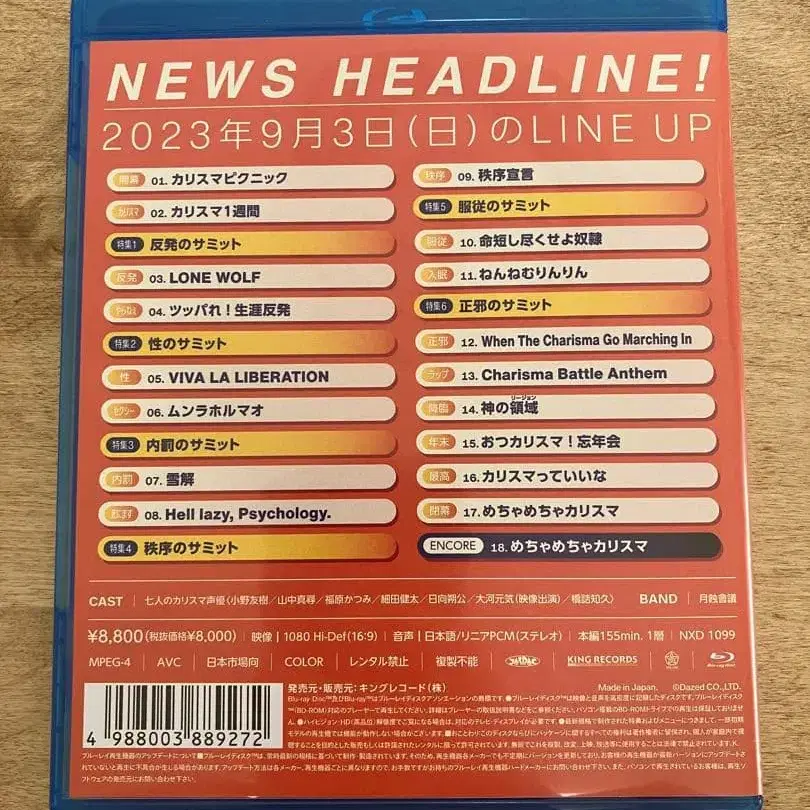 NEWS HEADLINE!
2023年9月3日(日)のLINE UP
開幕 01. カリスマピクニック
カリスマ 02. カリスマ1週間
特集1 反発のサミット
反発 03. LONE WOLF
やらねぇ 04. ツッパれ!生涯反発
特集2 性のサミット
性 05. VIVA LA LIBERATION
セクシー 06. ムンラホルマオ
特集3 内罰のサミット
内罰 07. 雪解
08. Hell lazy, Psychology.
特集4 秩序のサミット
秩序 09. 秩序宣言
特集5 服従のサミット
服従 10. 命短し尽くせよ奴隷
入眠 11. ねんねむりんりん
特集6 正邪のサミット
正邪 12. When The Charisma Go Marching In
ラップ 13. Charisma Battle Anthem
降臨 14. 神の領域
リージョン
年末 15. おつカリスマ!忘年会
最高 16. カリスマっていいな
閉幕 17. めちゃめちゃカリスマ
ENCORE 18. めちゃめちゃカリスマ
CAST 七人のカリスマ声優〈小野友樹/山中真尋/福原かつみ/細田健太/日向朔公/大河元気(映像出演)/橋詰知久〉 BAND 月蝕會議
¥8,800(税抜価格¥8,000) 映像 1080 Hi-Def(16:9) 音声 日本語/リニアPCM(ステレオ) 本編155min. 1層 NXD 1099
MPEG-4 AVC 日本市場向 COLOR レンタル禁止 複製不能 JASRAC KING RECORDS Blu-ray Disc
発売元・販売元:キングレコード(株) Made in Japan. ©Dazed CO.,LTD.
4 988003 889272